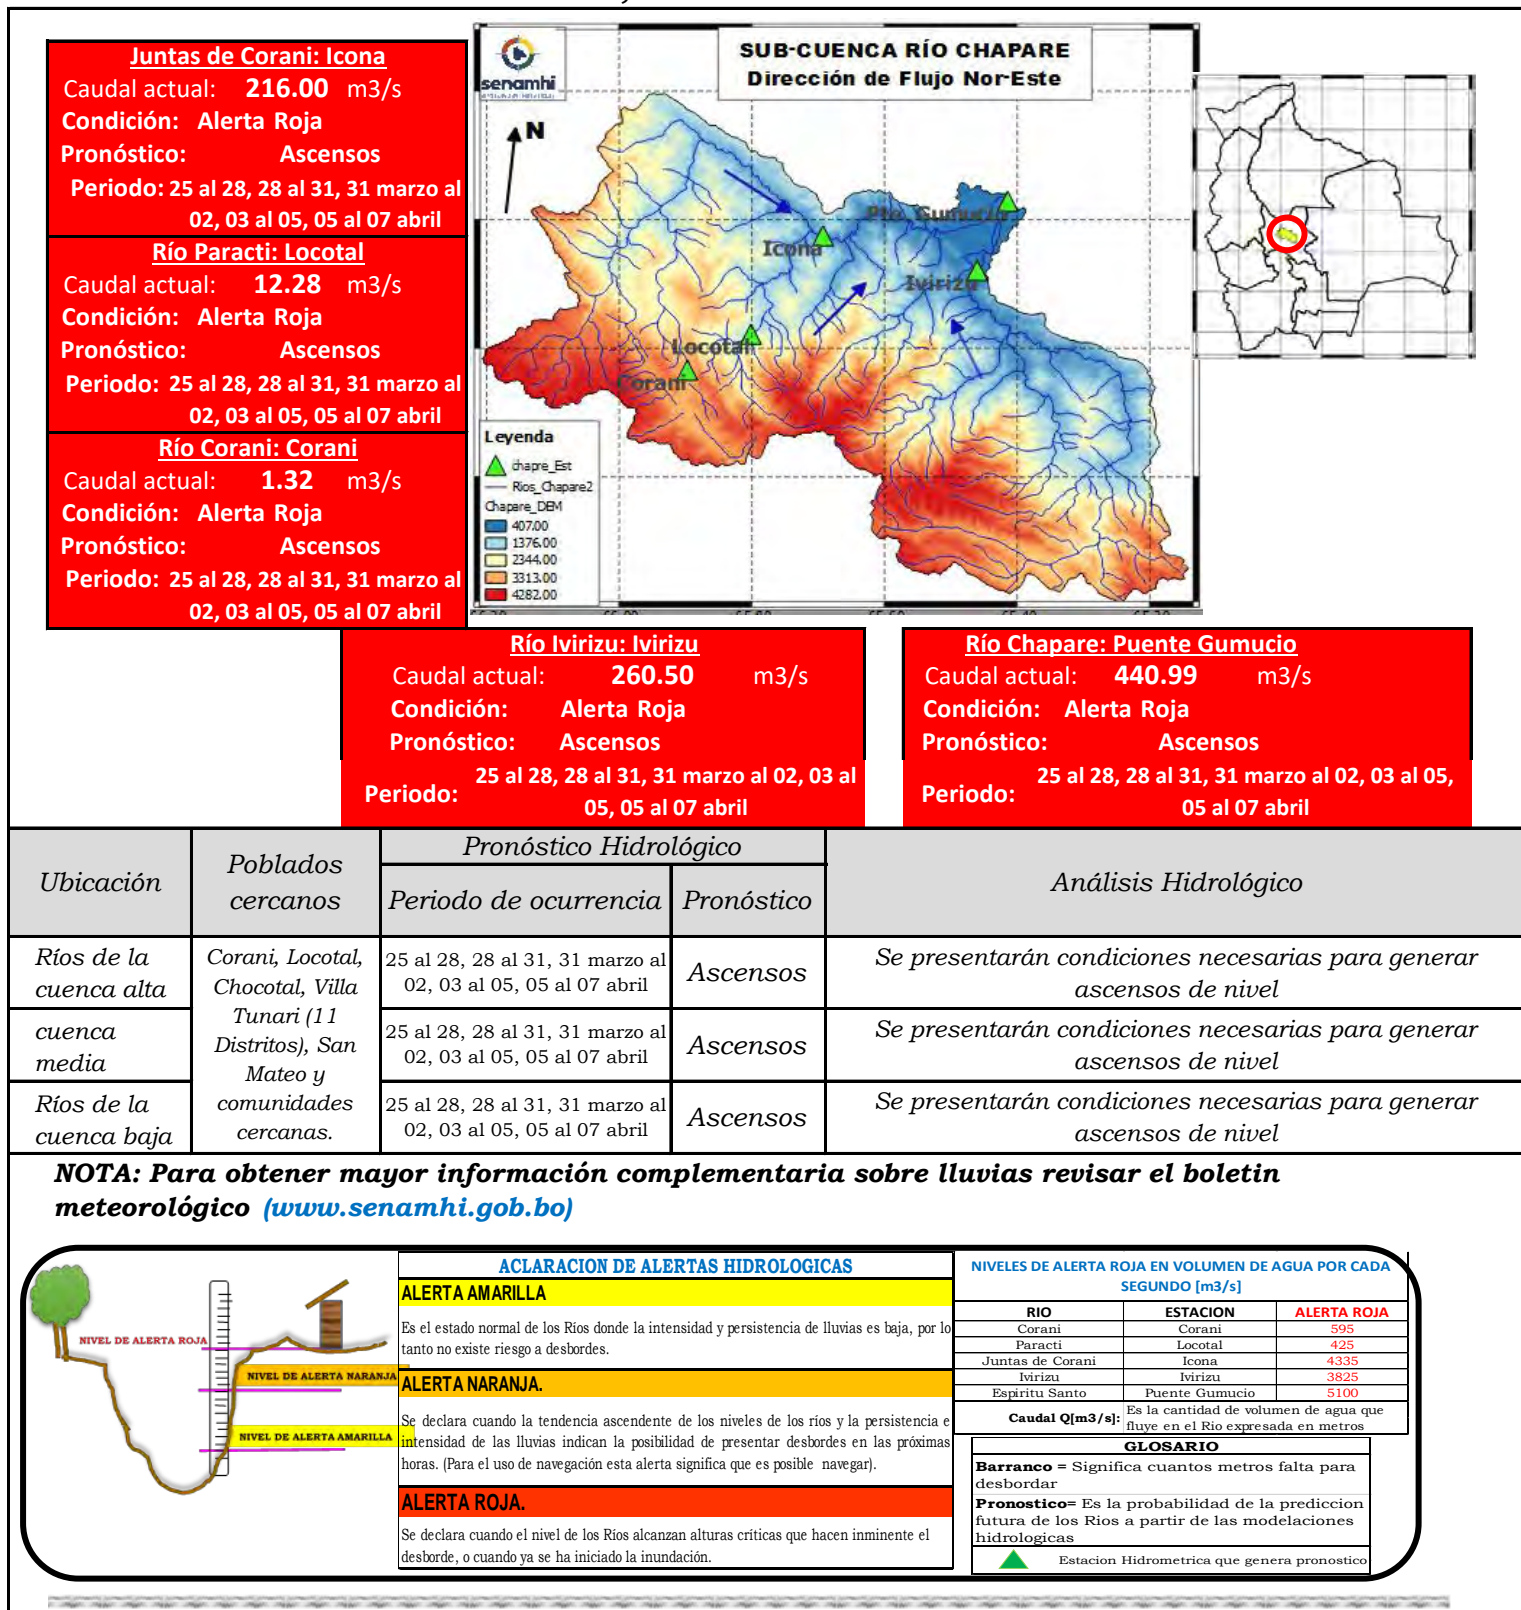 Juntas de Corani: Icona
Caudal actual: 216.00 m3/s
Condición: Alerta Roja
Pronóstico: Ascensos
Periodo: 25 al 28, 28 al 31, 31 marzo al
02, 03 al 05, 05 al 07 abril
Río Paracti: Locotal
Caudal actual: 12.28 m3/s
Condición: Alerta Roja
Pronóstico: Ascensos
Periodo: 25 al 28, 28 al 31, 31 marzo al
02, 03 al 05, 05 al 07 abril
Río Corani: Corani
Caudal actual: 1.32 m3/s
Condición: Alerta Roja
Pronóstico: Ascensos
Periodo: 25 al 28, 28 al 31, 31 marzo al
02, 03 al 05, 05 al 07 abril
senamhi
SUB-CUENCA RÍO CHAPARE
Dirección de Flujo Nor-Este
N
Pto. Gumucio
Icona
Ivirizu
Locotal
Corani
Leyenda
chapre_Est
Rios_Chapare2
Chapare_DEM
407.00
1376.00
2344.00
3313.00
4282.00
Río Ivirizu: Ivirizu
Caudal actual: 260.50 m3/s
Condición: Alerta Roja
Pronóstico: Ascensos
Periodo: 25 al 28, 28 al 31, 31 marzo al 02, 03 al
05, 05 al 07 abril
Río Chapare: Puente Gumucio
Caudal actual: 440.99 m3/s
Condición: Alerta Roja
Pronóstico: Ascensos
Periodo: 25 al 28, 28 al 31, 31 marzo al 02, 03 al 05,
05 al 07 abril
Ubicación
Poblados
cercanos
Pronóstico Hidrológico
Periodo de ocurrencia
Pronóstico
Análisis Hidrológico
Ríos de la
cuenca alta
Corani, Locotal,
Chocotal, Villa
Tunari (11
Distritos), San
Mateo y
comunidades
cercanas.
25 al 28, 28 al 31, 31 marzo al
02, 03 al 05, 05 al 07 abril
Ascensos
Se presentarán condiciones necesarias para generar
ascensos de nivel
cuenca
media
25 al 28, 28 al 31, 31 marzo al
02, 03 al 05, 05 al 07 abril
Ascensos
Se presentarán condiciones necesarias para generar
ascensos de nivel
Ríos de la
cuenca baja
25 al 28, 28 al 31, 31 marzo al
02, 03 al 05, 05 al 07 abril
Ascensos
Se presentarán condiciones necesarias para generar
ascensos de nivel
NOTA: Para obtener mayor información complementaria sobre lluvias revisar el boletin
meteorológico (www.senamhi.gob.bo)
NIVEL DE ALERTA ROJA
NIVEL DE ALERTA NARANJA
NIVEL DE ALERTA AMARILLA
ACLARACION DE ALERTAS HIDROLOGICAS
ALERTA AMARILLA
Es el estado normal de los Rios donde la intensidad y persistencia de lluvias es baja, por lo
tanto no existe riesgo a desbordes.
ALERTA NARANJA.
Se declara cuando la tendencia ascendente de los niveles de los ríos y la persistencia e
intensidad de las lluvias indican la posibilidad de presentar desbordes en las próximas
horas. (Para el uso de navegación esta alerta significa que es posible navegar).
ALERTA ROJA.
Se declara cuando el nivel de los Rios alcanzan alturas críticas que hacen inminente el
desborde, o cuando ya se ha iniciado la inundación.
NIVELES DE ALERTA ROJA EN VOLUMEN DE AGUA POR CADA
SEGUNDO [m3/s]
RIO ESTACION ALERTA ROJA
Corani Corani 595
Paracti Locotal 425
Juntas de Corani Icona 4335
Ivirizu Ivirizu 3825
Espiritu Santo Puente Gumucio 5100
Caudal Q[m3/s]: Es la cantidad de volumen de agua que
fluye en el Rio expresada en metros
GLOSARIO
Barranco = Significa cuantos metros falta para
desbordar
Pronostico= Es la probabilidad de la prediccion
futura de los Rios a partir de las modelaciones
hidrologicas
Estacion Hidrometrica que genera pronostico